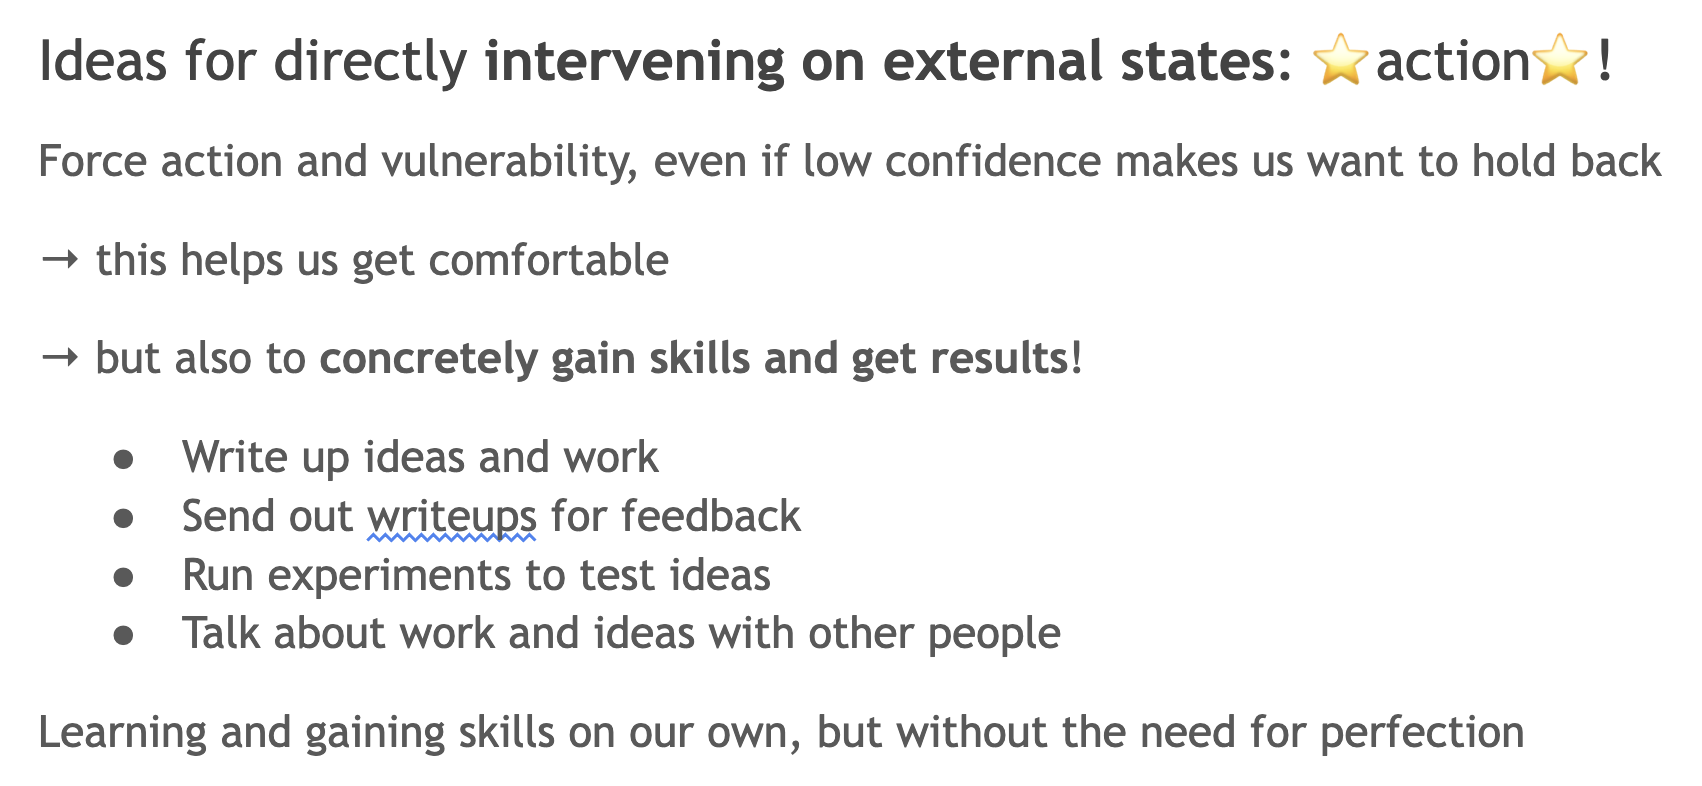 Ideas for directly intervening on external states: ⭐action⭐!
Force action and vulnerability, even if low confidence makes us want to hold back
→ this helps us get comfortable
→ but also to concretely gain skills and get results!
● Write up ideas and work
● Send out writeups for feedback
● Run experiments to test ideas
● Talk about work and ideas with other people
Learning and gaining skills on our own, but without the need for perfection